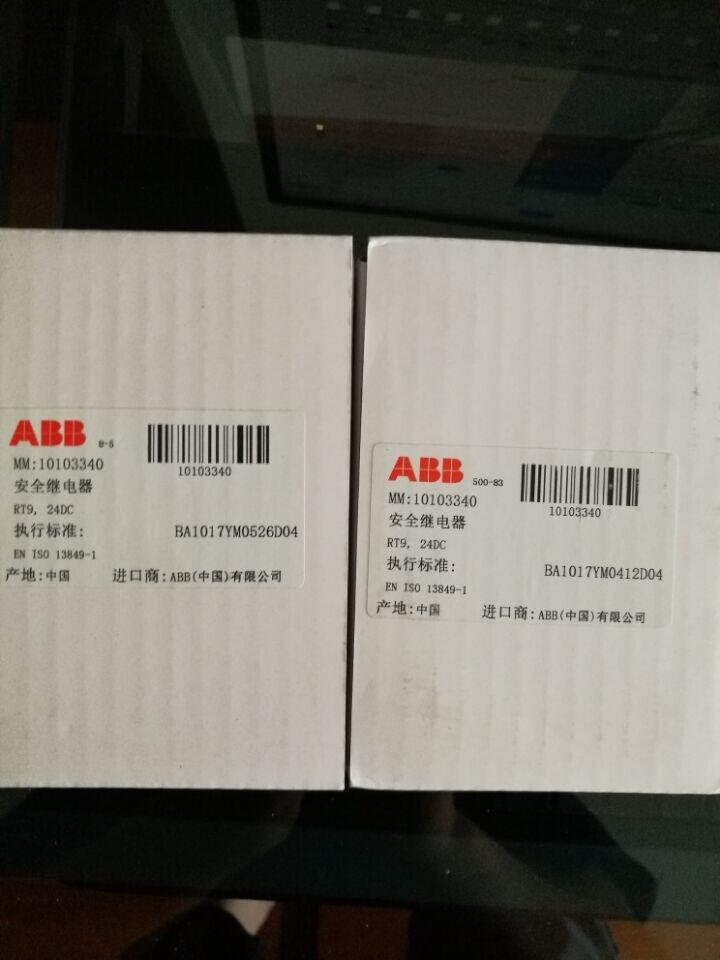 ABB B-5
MM:10103340
10103340
安全继电器
RT9, 24DC
执行标准:
BA1017YM0526D04
EN ISO 13849-1
产地:中国 进口商:ABB(中国)有限公司
ABB 500-83
MM:10103340
10103340
安全继电器
RT9, 24DC
执行标准:
BA1017YM0412D04
EN ISO 13849-1
产地:中国 进口商:ABB(中国)有限公司